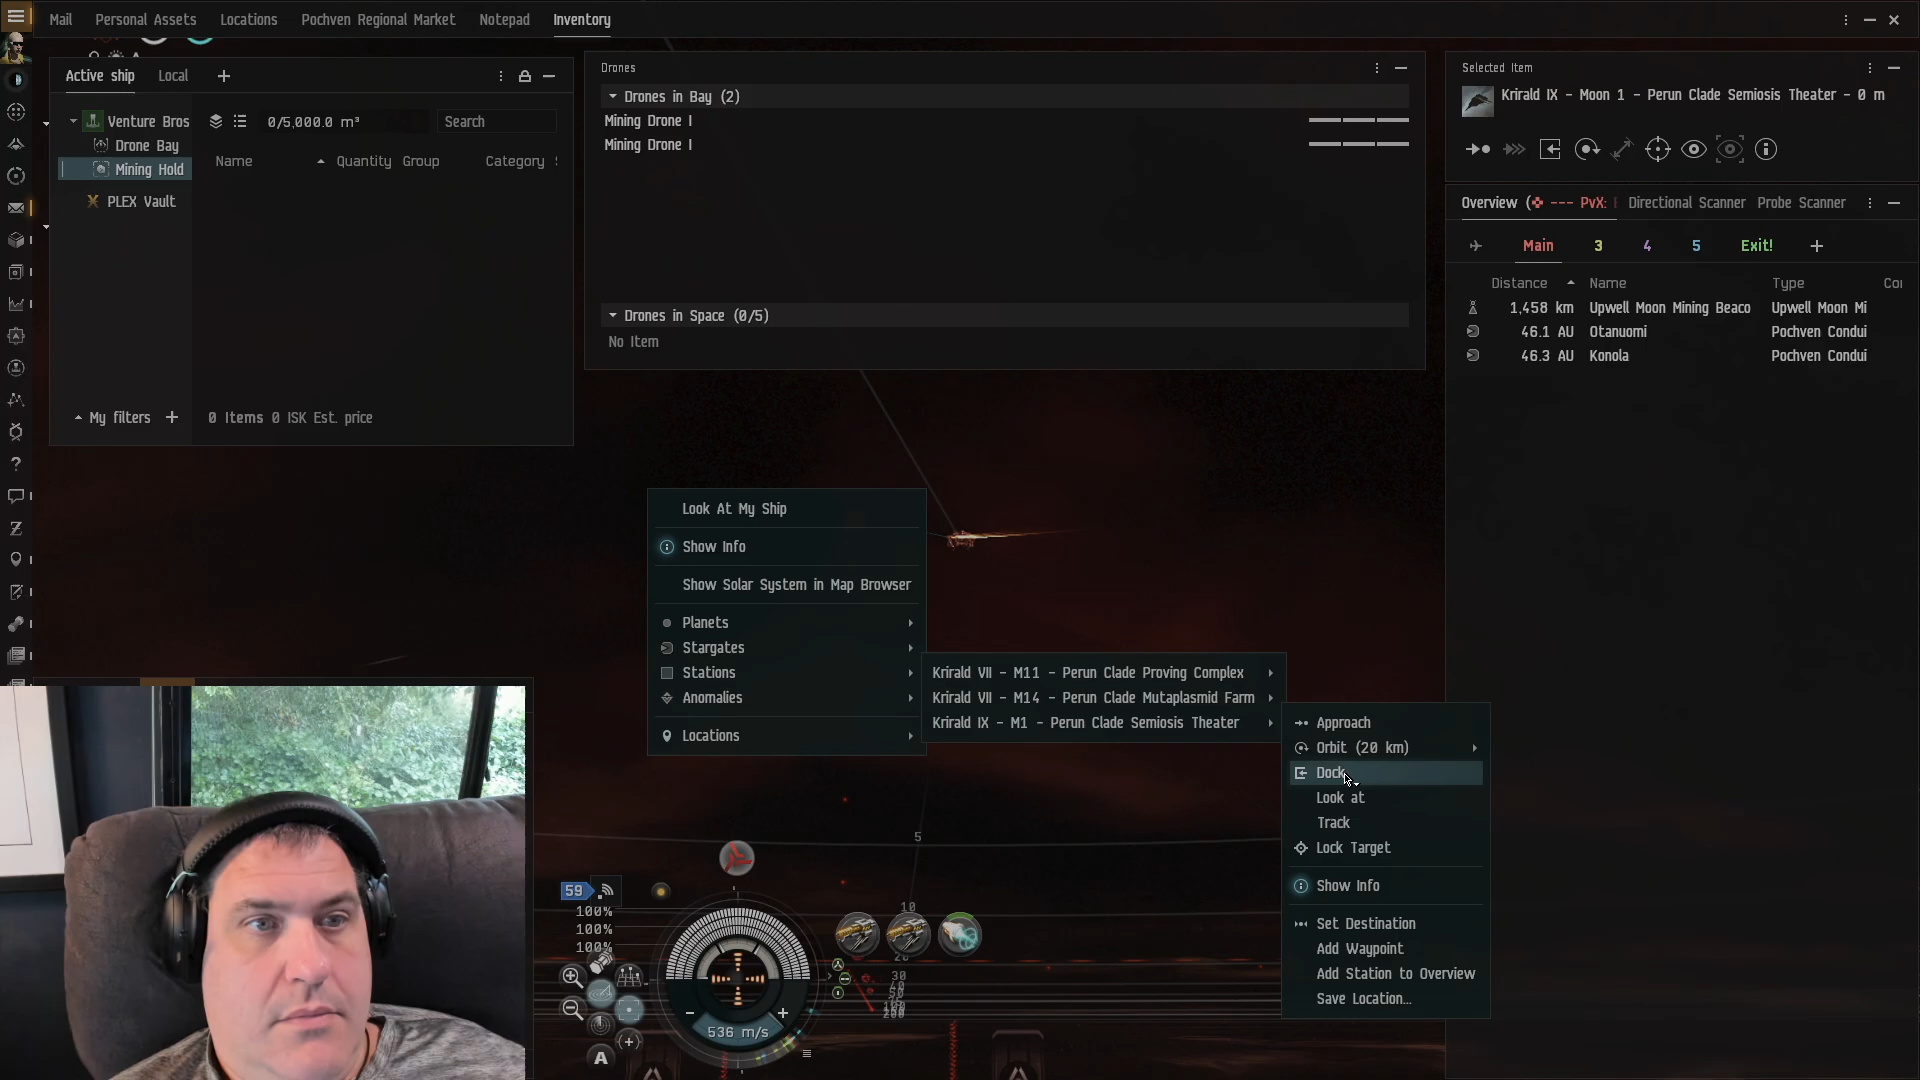 Mail
Personal Assets
Locations
Pochven Regional Market
Notepad
Inventory
Active ship
Local
Venture Bros
Drone Bay
Mining Hold
PLEX Vault
0/5,000.0 m³
Search
Name
Quantity
Group
Category
My filters
0 Items 0 ISK Est. price
Drones
Drones in Bay (2)
Mining Drone I
Mining Drone I
Drones in Space (0/5)
No Item
Selected Item
Krirald IX - Moon 1 - Perun Clade Semiosis Theater - 0 m
Overview (
--- PvX:
Directional Scanner
Probe Scanner
Main
3
4
5
Exit!
Distance
Name
Type
1,458 km
Upwell Moon Mining Beaco
Upwell Moon Mi
46.1 AU
Otanuomi
Pochven Condui
46.3 AU
Konola
Pochven Condui
Look At My Ship
Show Info
Show Solar System in Map Browser
Planets
Stargates
Stations
Anomalies
Locations
Krirald VII - M11 - Perun Clade Proving Complex
Krirald VII - M14 - Perun Clade Mutaplasmid Farm
Krirald IX - M1 - Perun Clade Semiosis Theater
Approach
Orbit (20 km)
Dock
Look at
Track
Lock Target
Show Info
Set Destination
Add Waypoint
Add Station to Overview
Save Location...
5
10
30
59
100%
100%
100%
536 m/s
A